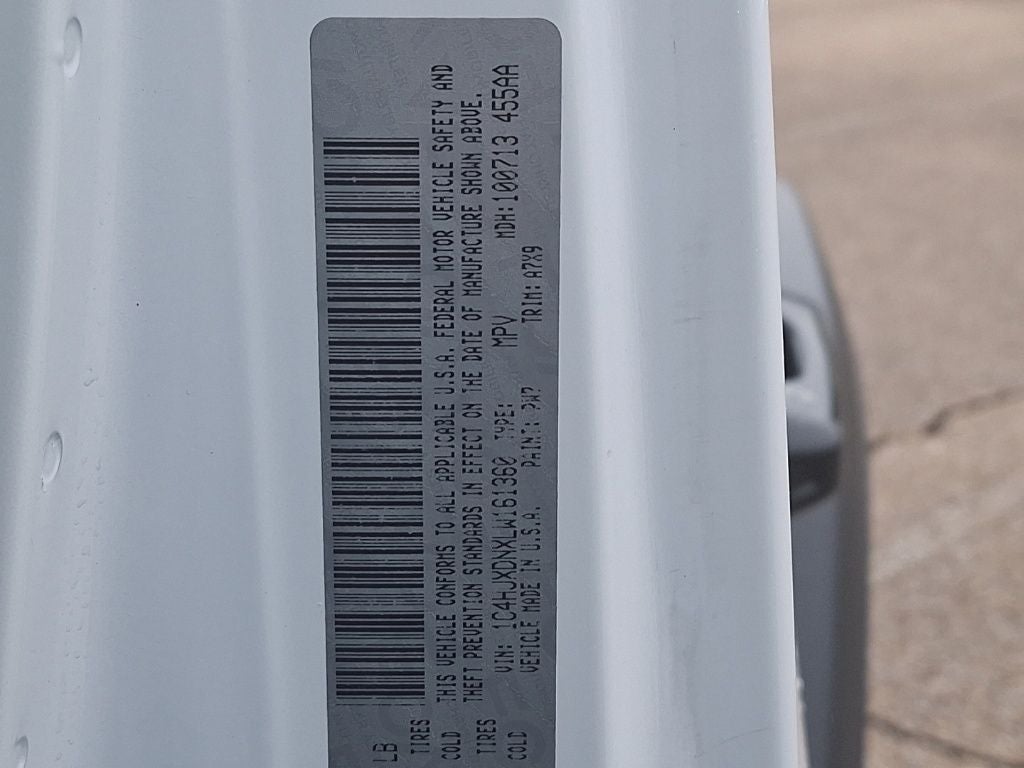 LB
TIRES
COLD
TIRES
COLD
THIS VEHICLE CONFORMS TO ALL APPLICABLE U.S.A. FEDERAL MOTOR VEHICLE SAFETY AND
THEFT PREVENTION STANDARDS IN EFFECT ON THE DATE OF MANUFACTURE SHOWN ABOVE.
VIN: 1C4HJXDNXLW161360 TYPE: MPV MDH:100713 455AA
VEHICLE MADE IN U.S.A. PAINT: PW7 TRIM: A7X9